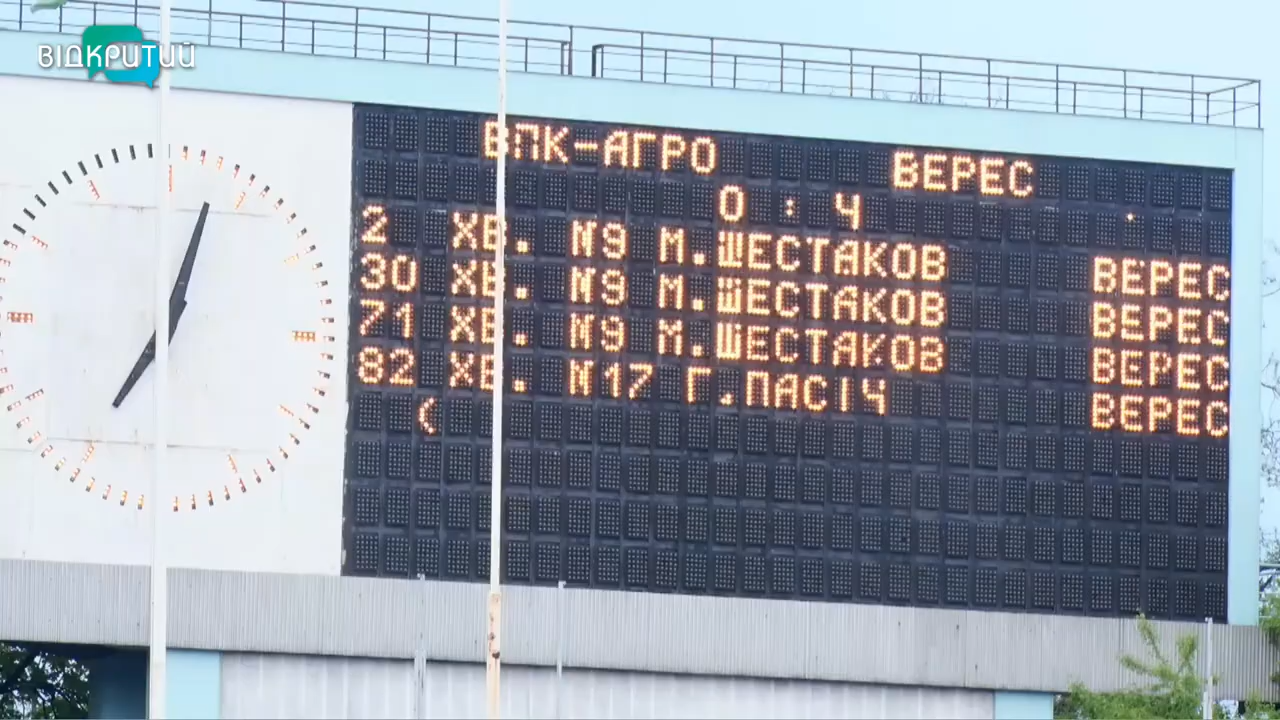 ВІДКРИТИЙ
ВПК-АГРО ВЕРЕС
0 : 4
2 ХВ. №9 М.ШЕСТАКОВ ВЕРЕС
30 ХВ. №9 М.ШЕСТАКОВ ВЕРЕС
71 ХВ. №9 М.ШЕСТАКОВ ВЕРЕС
82 ХВ. №17 Г.ПАСІЧ ВЕРЕС
(